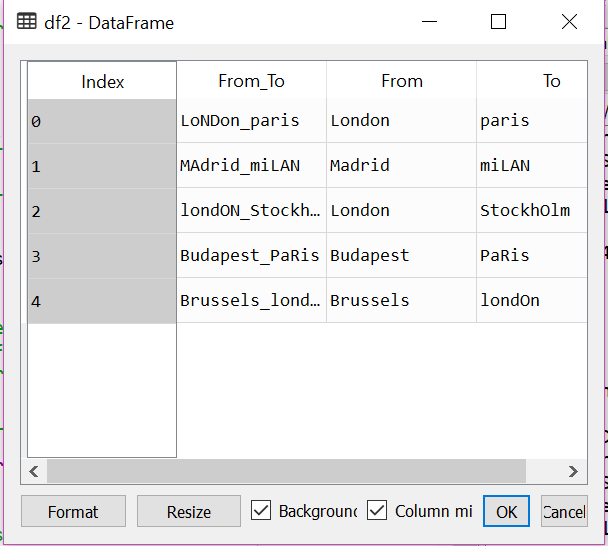 df2 - DataFrame
Index From_To From To
0 LoNDon_paris London paris
1 MAdrid_miLAN Madrid miLAN
2 londON_Stockh... London StockhOlm
3 Budapest_PaRis Budapest PaRis
4 Brussels_lond... Brussels londOn
Format Resize Background Column mi OK Cancel